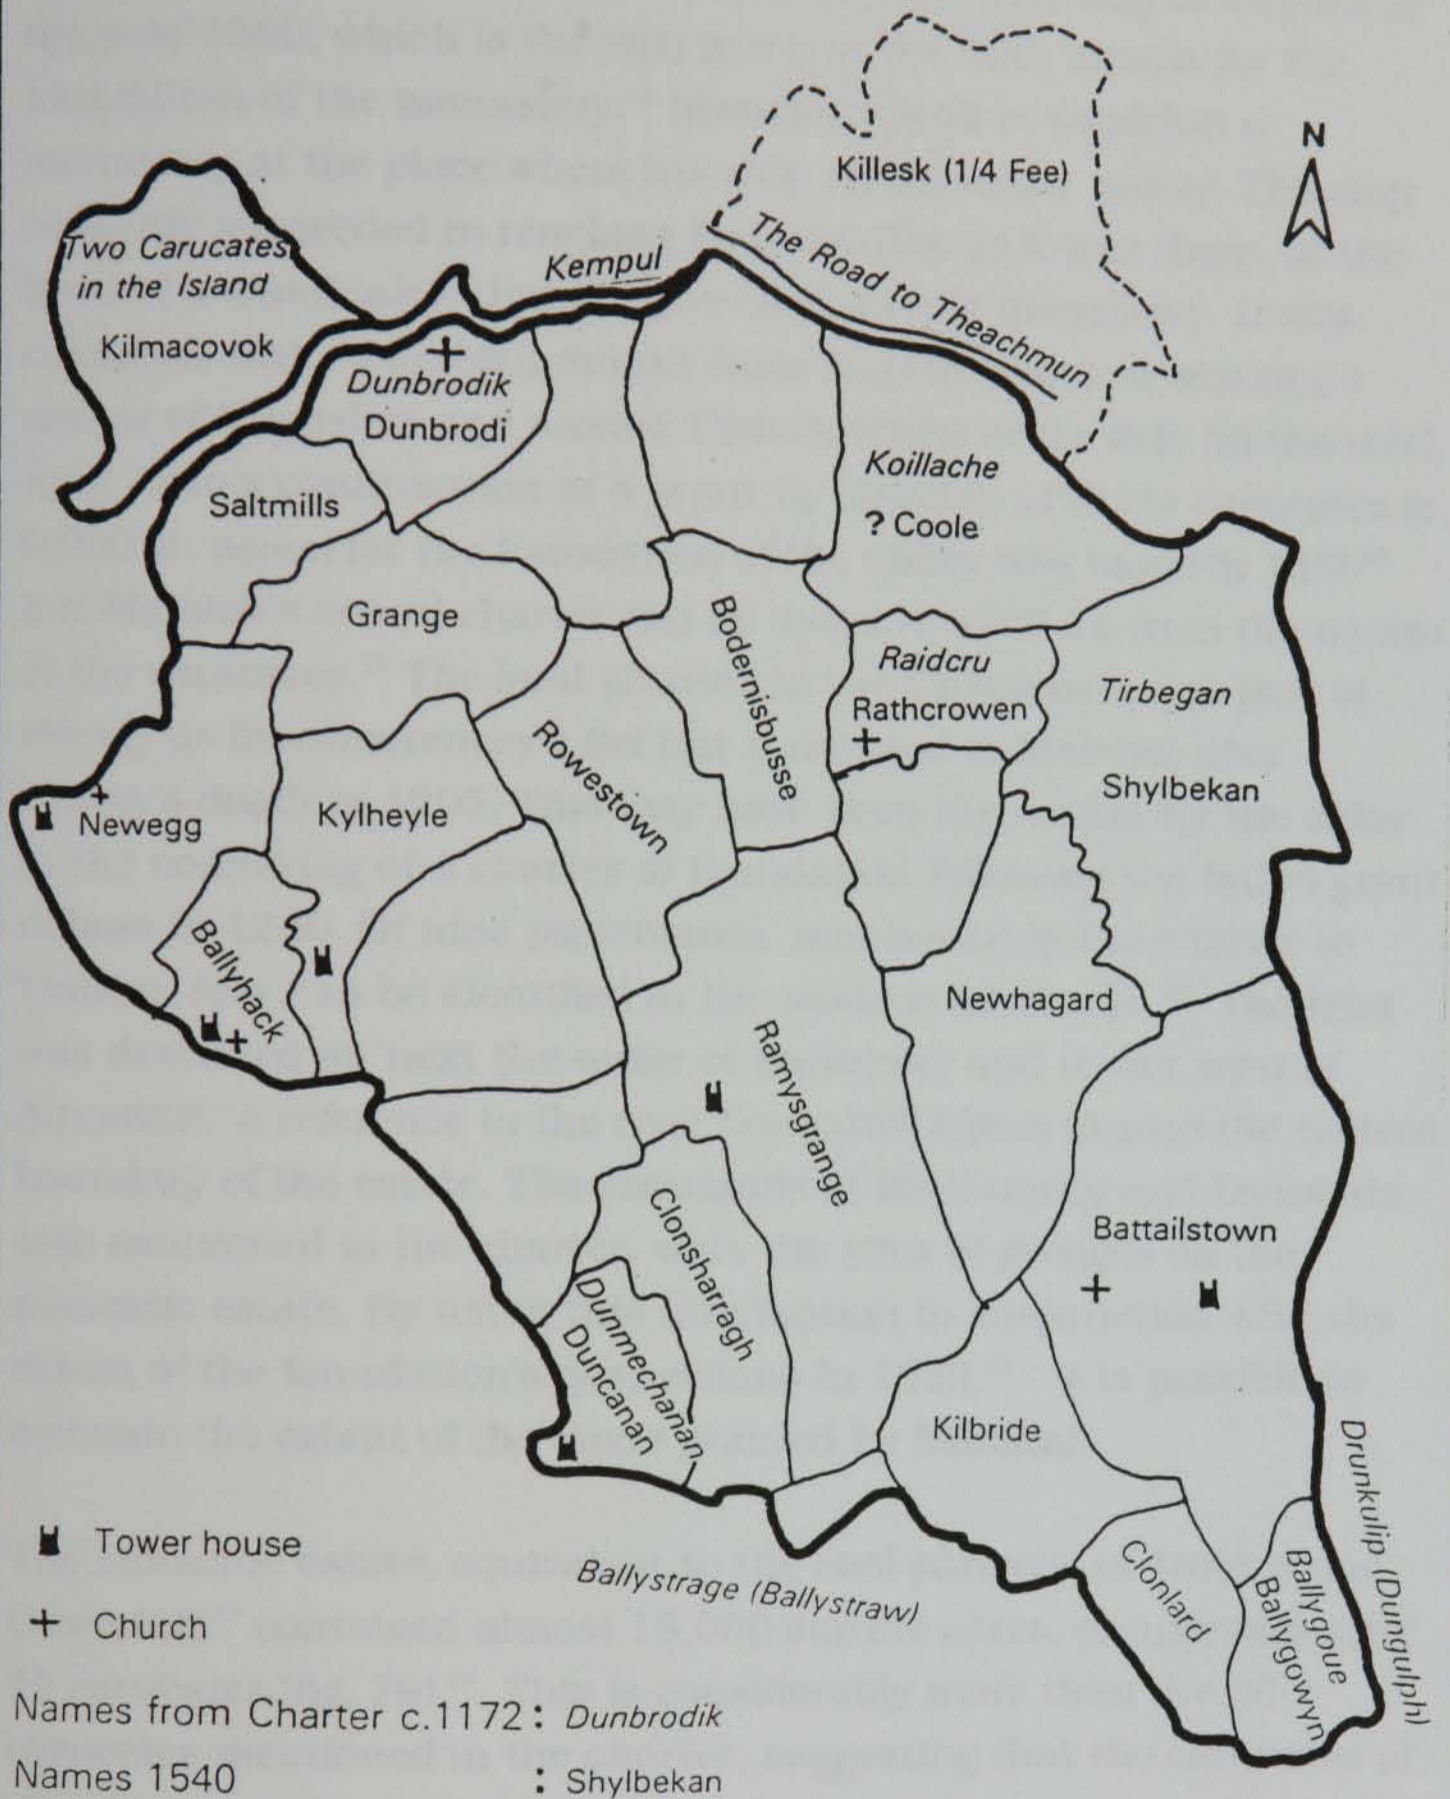 N
Killesk (1/4 Fee)
The Road to Theachmun
Kempul
Two Carucates
in the Island
Kilmacovok
Dunbrodik
Dunbrodi
Saltmills
Koillache
? Coole
Grange
Bodernisbusse
Raidcru
Rathcrowen
Tirbegan
Shylbekan
Rowestown
Newegg
Kylheyle
Ballyhack
Newhagard
Ramysgrange
Clonsharragh
Battailstown
Dunmechanan
Duncanan
Kilbride
Drunkulip (Dungulph)
Clonlard
Ballygoue
Ballygowyn
Ballystrage (Ballystraw)
Tower house
Church
Names from Charter c.1172 : Dunbrodik
Names 1540 : Shylbekan